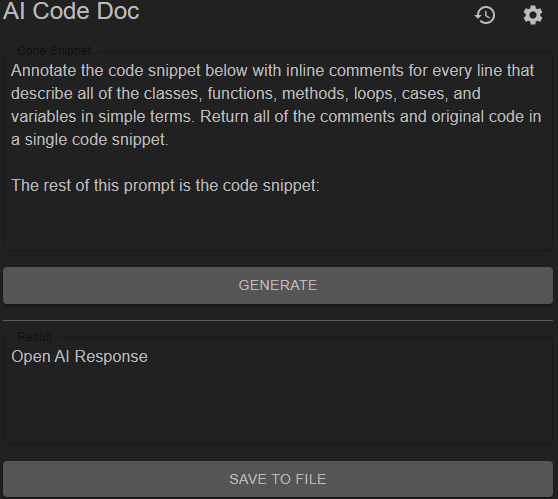 AI Code Doc
Code Snippet
Annotate the code snippet below with inline comments for every line that
describe all of the classes, functions, methods, loops, cases, and
variables in simple terms. Return all of the comments and original code in
a single code snippet.
The rest of this prompt is the code snippet:
GENERATE
Result
Open AI Response
SAVE TO FILE